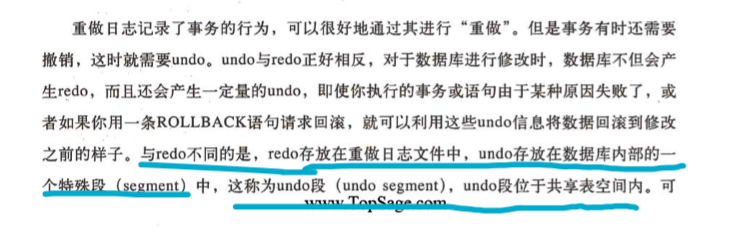 重做日志记录了事务的行为，可以很好地通过其进行“重做”。但是事务有时还需要
撤销，这时就需要undo。undo与redo正好相反，对于数据库进行修改时，数据库不但会产
生redo，而且还会产生一定量的undo，即使你执行的事务或语句由于某种原因失败了，或
者如果你用一条ROLLBACK语句请求回滚，就可以利用这些undo信息将数据回滚到修改
之前的样子。与redo不同的是，redo存放在重做日志文件中，undo存放在数据库内部的一
个特殊段（segment）中，这称为undo段（undo segment），undo段位于共享表空间内。可
www.TopSage.com